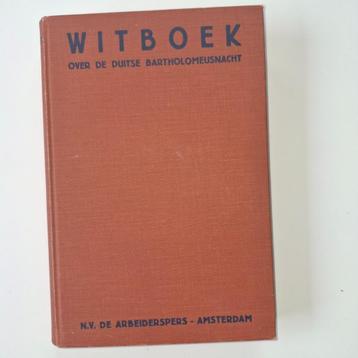 WITBOEK
OVER DE DUITSE BARTHOLOMEUSNACHT
N.V. DE ARBEIDERSPERS - AMSTERDAM